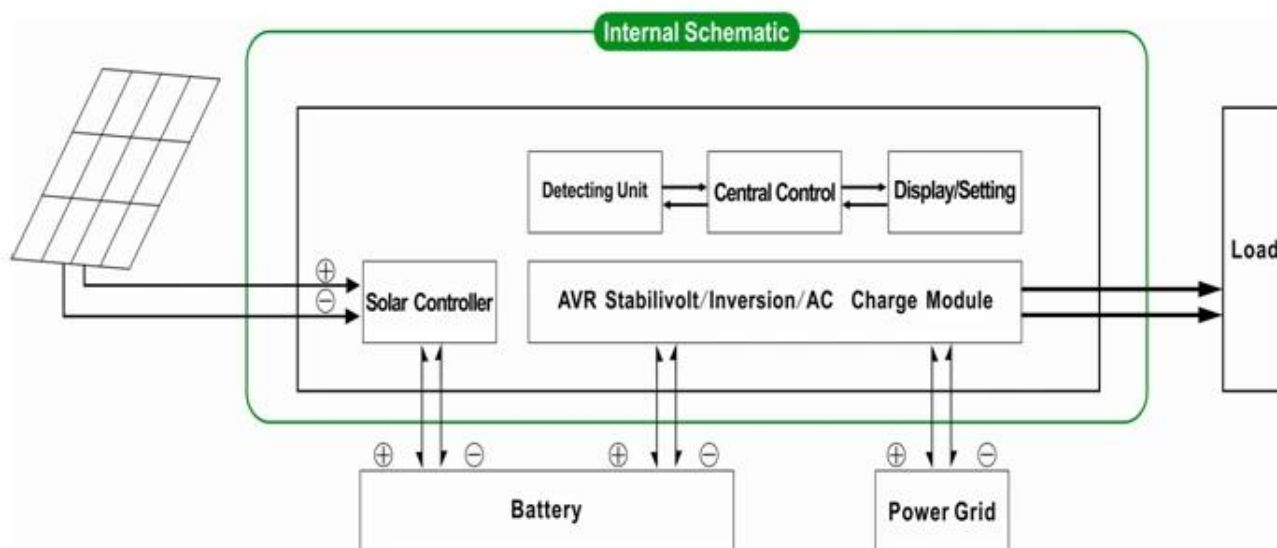 Internal Schematic
Detecting Unit
Central Control
Display/Setting
Load
⊕
⊖
Solar Controller
AVR Stabilivolt/Inversion/AC Charge Module
⊕ ⊖ ⊕ ⊖ ⊕ ⊖
Battery
Power Grid